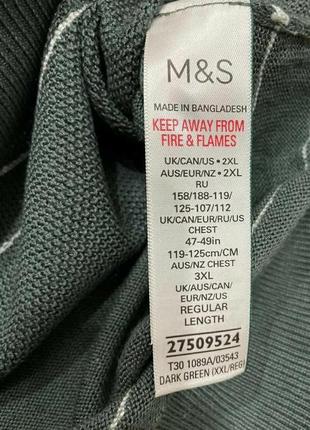 M&S
MADE IN BANGLADESH
KEEP AWAY FROM
FIRE & FLAMES
UK/CAN/US • 2XL
AUS/EUR/NZ • 2XL
RU
158/188-119/
125-107/112
UK/CAN/EUR/RU/US
CHEST
47-49in
119-125cm/CM
AUS/NZ CHEST
3XL
UK/AUS/CAN/
EUR/NZ/US
REGULAR
LENGTH
27509524
T30 1089A/03543
DARK GREEN (XXL/REG)